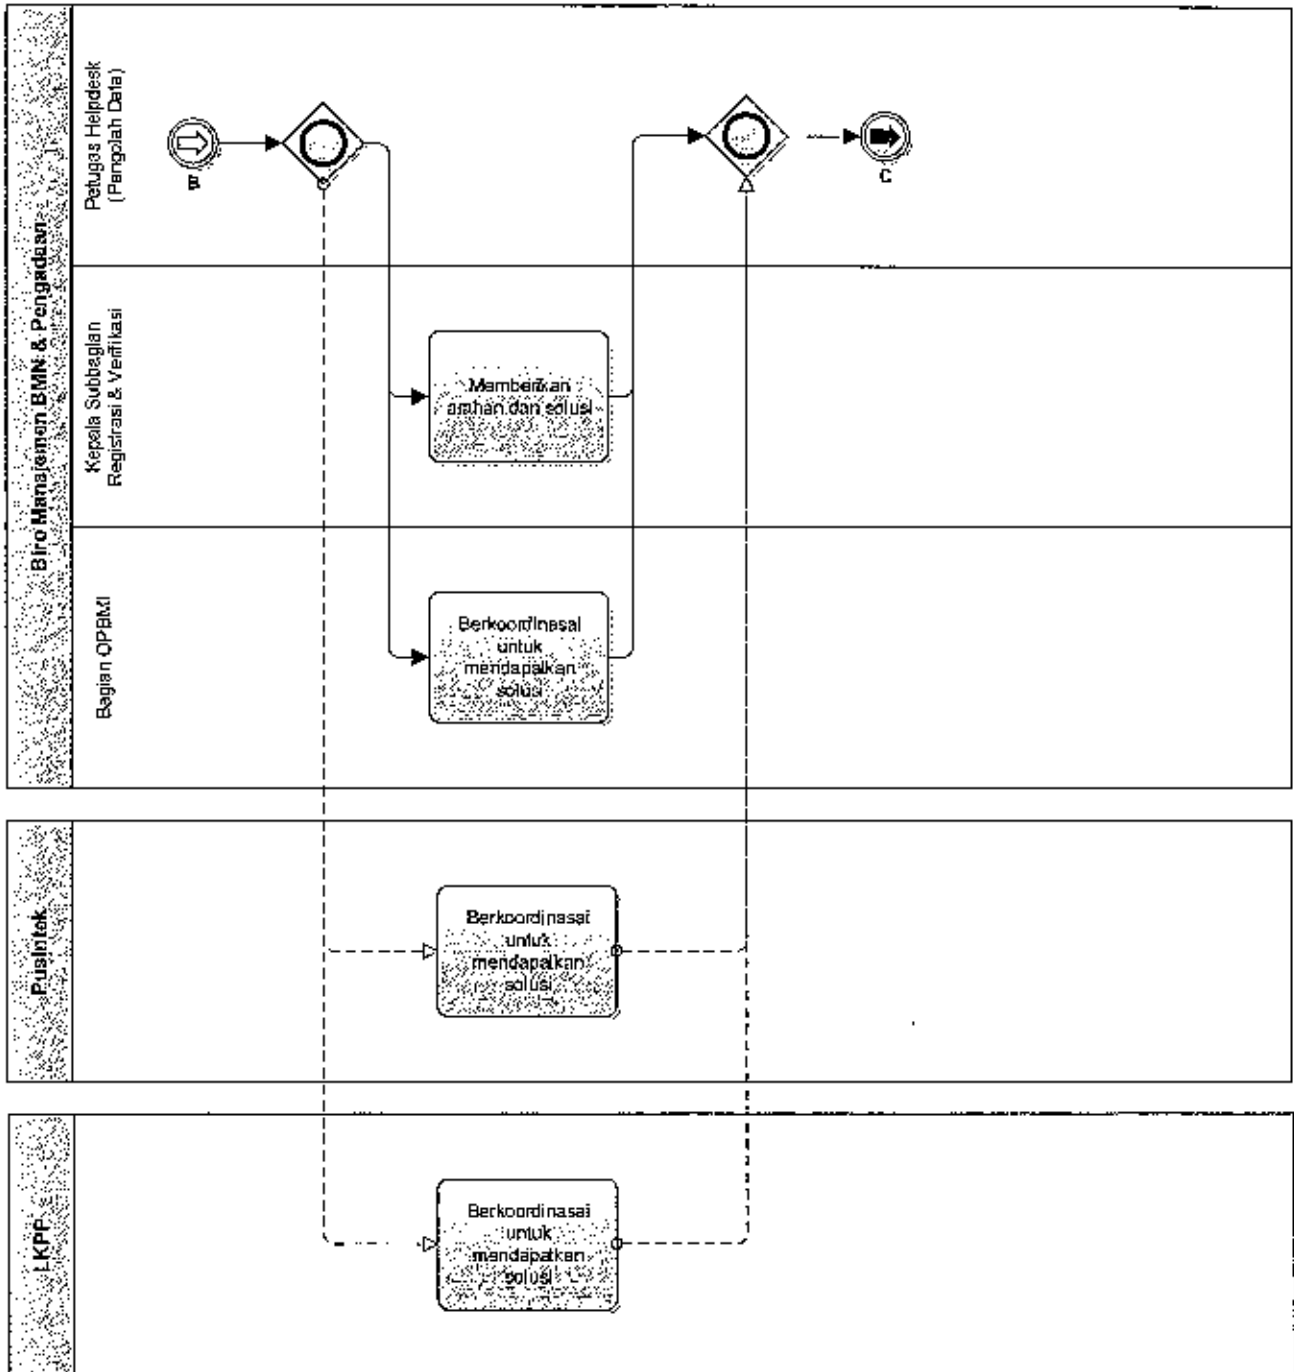 Biro Manajemen BMN & Pengadaan
Petugas Helpdesk
(Pengolah Data)
B
C
Kepala Subbagian
Registrasi & Verifikasi
Memberikan
arahan dan solusi
Bagian OPBMI
Berkoordinasai
untuk
mendapatkan
solusi
Pusintek
Berkoordinasai
untuk
mendapatkan
solusi
LKPP
Berkoordinasai
untuk
mendapatkan
solusi